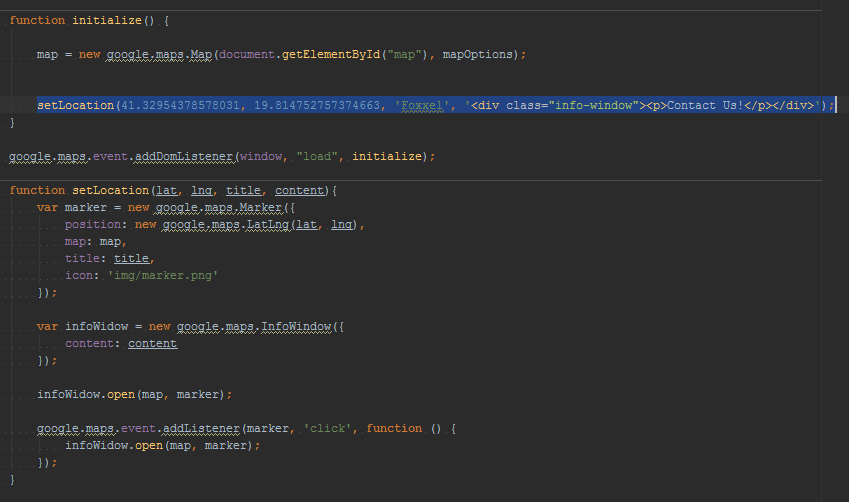 function initialize() {
map = new google.maps.Map(document.getElementById("map"), mapOptions);
setLocation(41.32954378578031, 19.814752757374663, 'Foxxel', '<div class="info-window"><p>Contact Us!</p></div>');
}
google.maps.event.addDomListener(window, "load", initialize);
function setLocation(lat, lng, title, content){
var marker = new google.maps.Marker({
position: new google.maps.LatLng(lat, lng),
map: map,
title: title,
icon: 'img/marker.png'
});
var infoWidow = new google.maps.InfoWindow({
content: content
});
infoWidow.open(map, marker);
google.maps.event.addListener(marker, 'click', function () {
infoWidow.open(map, marker);
});
}